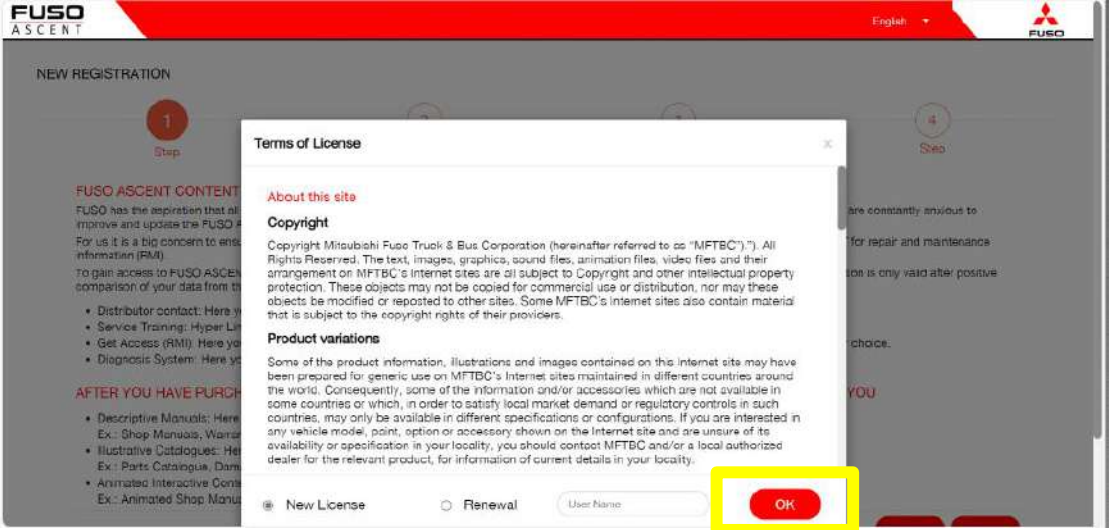 FUSO
ASCENT
English
FUSO
NEW REGISTRATION
1
Step
4
Step
Terms of License
x
FUSO ASCENT CONTENT
FUSO has the aspiration that all
are constantly anxious to
improve and update the FUSO A
For us it is a big concern to ensu
for repair and maintenance
information (RMI).
To gain access to FUSO ASCEN
ion is only valid after positive
comparison of your data from th
• Distributor contact: Here y
• Service Training: Hyper Lin
• Get Access (RMI): Here yo
choice.
• Diagnosis System: Here yo
AFTER YOU HAVE PURCH
YOU
• Descriptive Manuals: Here
Ex.: Shop Manuals, Warran
• Illustrative Catalogues: Her
Ex.: Parts Catalogue, Dam
• Animated Interactive Conte
Ex.: Animated Shop Manua
About this site
Copyright
Copyright Mitsubishi Fuso Truck & Bus Corporation (hereinafter referred to as “MFTBC”).”). All
Rights Reserved. The text, images, graphics, sound files, animation files, video files and their
arrangement on MFTBC's Internet sites are all subject to Copyright and other intellectual property
protection. These objects may not be copied for commercial use or distribution, nor may these
objects be modified or reposted to other sites. Some MFTBC's Internet sites also contain material
that is subject to the copyright rights of their providers.
Product variations
Some of the product information, illustrations and images contained on this Internet site may have
been prepared for generic use on MFTBC's Internet sites maintained in different countries around
the world. Consequently, some of the information and/or accessories which are not available in
some countries or which, in order to satisfy local market demand or regulatory controls in such
countries, may only be available in different specifications or configurations. If you are interested in
any vehicle model, paint, option or accessory shown on the Internet site and are unsure of its
availability or specification in your locality, you should contact MFTBC and/or a local authorized
dealer for the relevant product, for information of current details in your locality.
New License
Renewal
User Name
OK